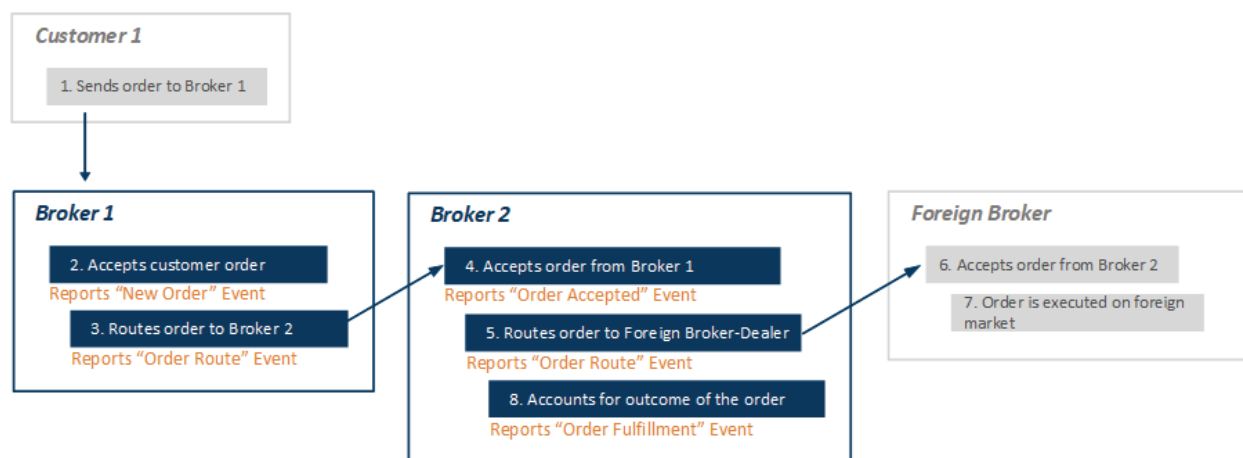 Customer 1
1. Sends order to Broker 1
Broker 1
2. Accepts customer order
Reports “New Order” Event
3. Routes order to Broker 2
Reports “Order Route” Event
Broker 2
4. Accepts order from Broker 1
Reports “Order Accepted” Event
5. Routes order to Foreign Broker-Dealer
Reports “Order Route” Event
8. Accounts for outcome of the order
Reports “Order Fulfillment” Event
Foreign Broker
6. Accepts order from Broker 2
7. Order is executed on foreign
market